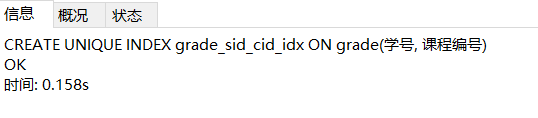 信息 概况 状态
CREATE UNIQUE INDEX grade_sid_cid_idx ON grade(学号, 课程编号)
OK
时间: 0.158s